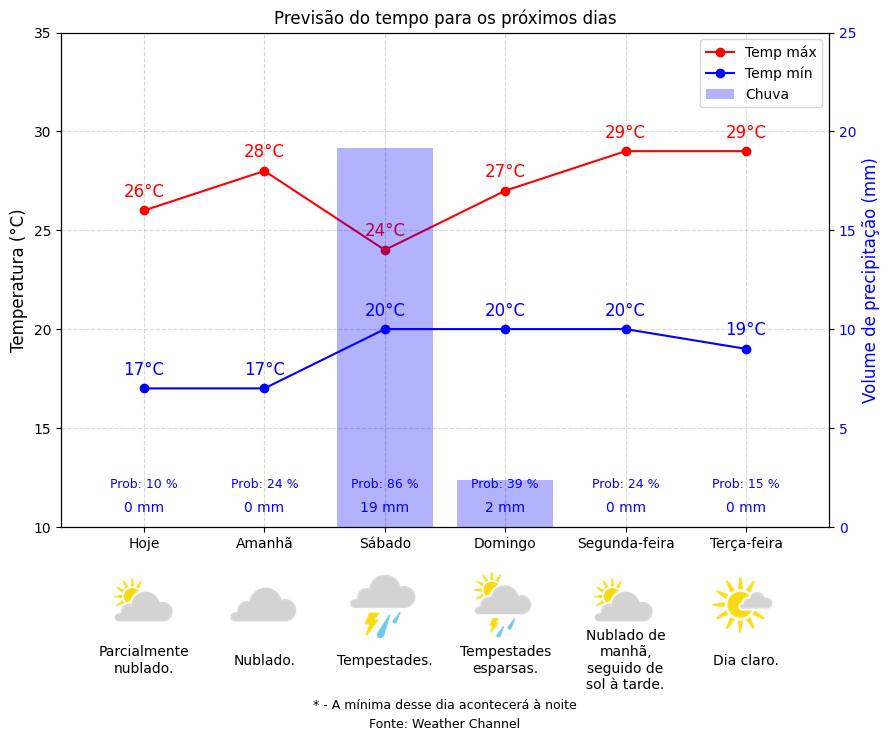 Previsão do tempo para os próximos dias
Temperatura (°C)
Volume de precipitação (mm)
35
30
25
20
15
10
25
20
15
10
5
0
Temp máx
Temp mín
Chuva
26°C
28°C
24°C
27°C
29°C
29°C
17°C
17°C
20°C
20°C
20°C
19°C
Prob: 10 %
Prob: 24 %
Prob: 86 %
Prob: 39 %
Prob: 24 %
Prob: 15 %
0 mm
0 mm
19 mm
2 mm
0 mm
0 mm
Hoje
Amanhã
Sábado
Domingo
Segunda-feira
Terça-feira
Parcialmente
nublado.
Nublado.
Tempestades.
Tempestades
esparsas.
Nublado de
manhã,
seguido de
sol à tarde.
Dia claro.
* - A mínima desse dia acontecerá à noite
Fonte: Weather Channel